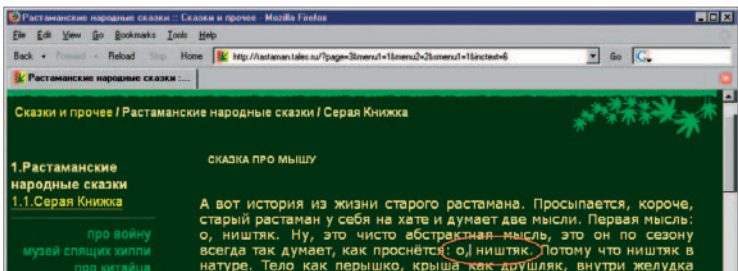 Растаманские народные сказки :: Сказки и прочее - Mozilla Firefox
File Edit View Go Bookmarks Tools Help
Back Forward Reload Stop Home http://rastaman.tales.ru/?page=3&menu1=1&menu2=2&smenu1=1&inctext=6 Go
Растаманские народные сказки :...
Сказки и прочее / Растаманские народные сказки / Серая Книжка
СКАЗКА ПРО МЫШУ
1.Растаманские
народные сказки
1.1.Серая Книжка
про войну
музей спящих хиппи
про китайца
А вот история из жизни старого растамана. Просыпается, короче,
старый растаман у себя на хате и думает две мысли. Первая мысль:
о, ништяк. Ну, это чисто абстрактная мысль, это он по сезону
всегда так думает, как проснётся: о, ништяк. Потому что ништяк в
натуре. Тело как перышко, крыша как друшляк, внутри желудка